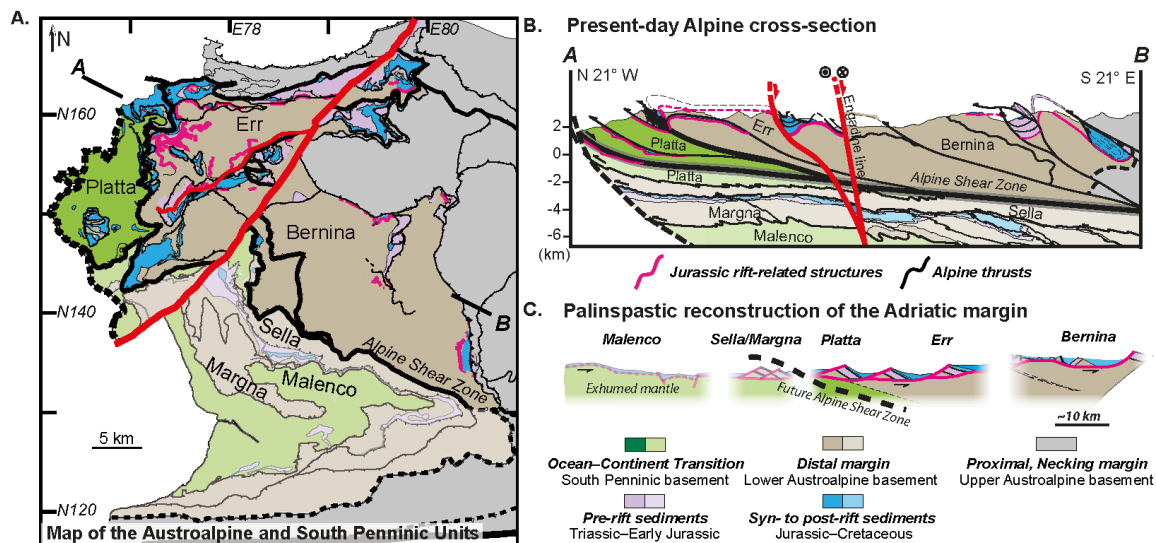 A.
N
E78
E80
A
N160
Err
Platta
Bernina
N140
B
Sella
Alpine Shear Zone
Margna
Malenco
5 km
N120
Map of the Austroalpine and South Penninic Units
B. Present-day Alpine cross-section
A
B
N 21° W
S 21° E
2
0
-2
-4
-6
(km)
Err
Engadine line
Bernina
Platta
Platta
Alpine Shear Zone
Margna
Sella
Malenco
Jurassic rift-related structures
Alpine thrusts
C. Palinspastic reconstruction of the Adriatic margin
Malenco
Sella/Margna
Platta
Err
Bernina
Exhumed mantle
Future Alpine Shear Zone
~10 km
Ocean–Continent Transition
South Penninic basement
Distal margin
Lower Austroalpine basement
Proximal, Necking margin
Upper Austroalpine basement
Pre-rift sediments
Triassic–Early Jurassic
Syn- to post-rift sediments
Jurassic–Cretaceous